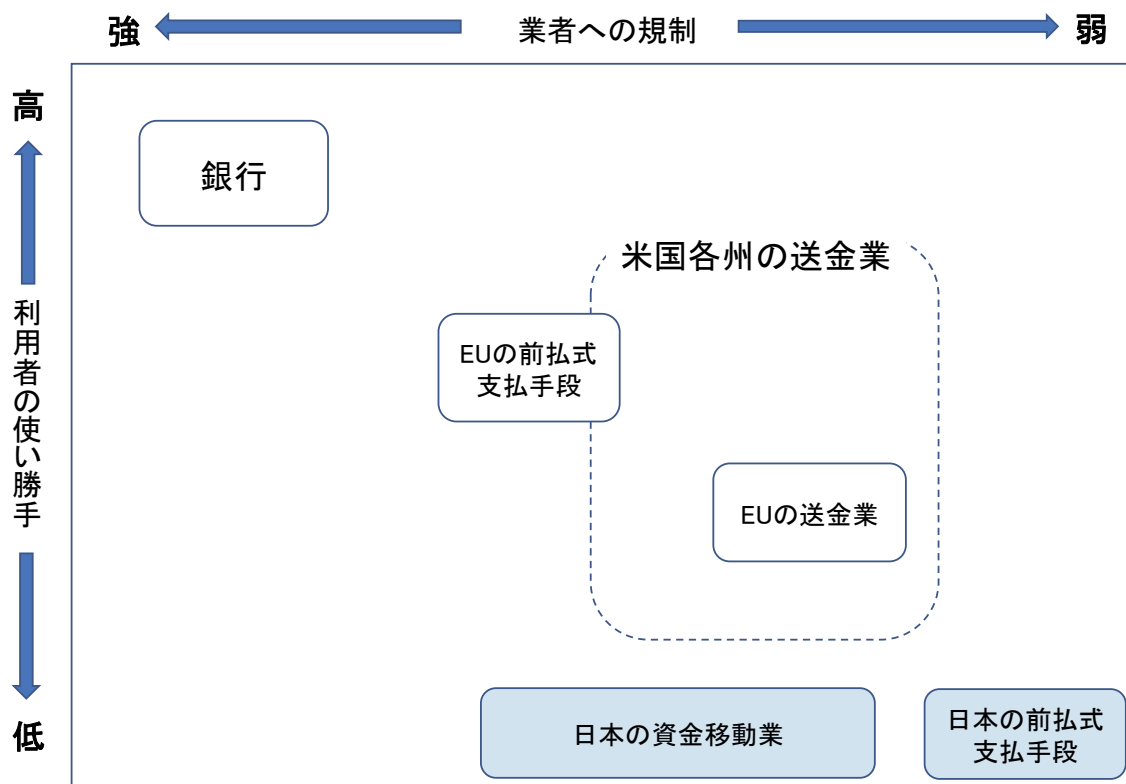 強
業者への規制
弱
高
銀行
米国各州の送金業
利用者の使い勝手
EUの前払式
支払手段
EUの送金業
低
日本の資金移動業
日本の前払式
支払手段